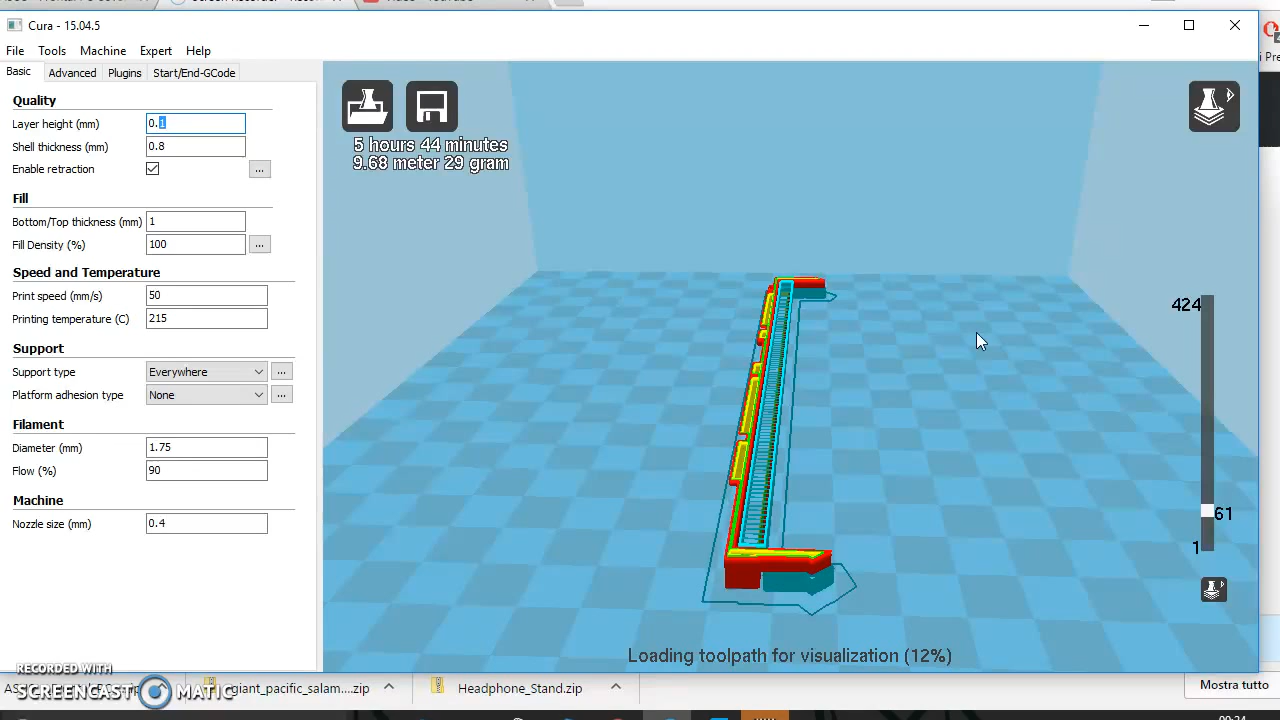 Cura - 15.04.5
File Tools Machine Expert Help
Basic Advanced Plugins Start/End-GCode
Quality
Layer height (mm) 0.1
Shell thickness (mm) 0.8
Enable retraction ...
Fill
Bottom/Top thickness (mm) 1
Fill Density (%) 100 ...
Speed and Temperature
Print speed (mm/s) 50
Printing temperature (C) 215
Support
Support type Everywhere ...
Platform adhesion type None ...
Filament
Diameter (mm) 1.75
Flow (%) 90
Machine
Nozzle size (mm) 0.4
5 hours 44 minutes
9.68 meter 29 gram
424
61
1
Loading toolpath for visualization (12%)
RECORDED WITH
SCREENCAST MATIC
giant_pacific_salam....zip
Headphone_Stand.zip
Mostra tutto